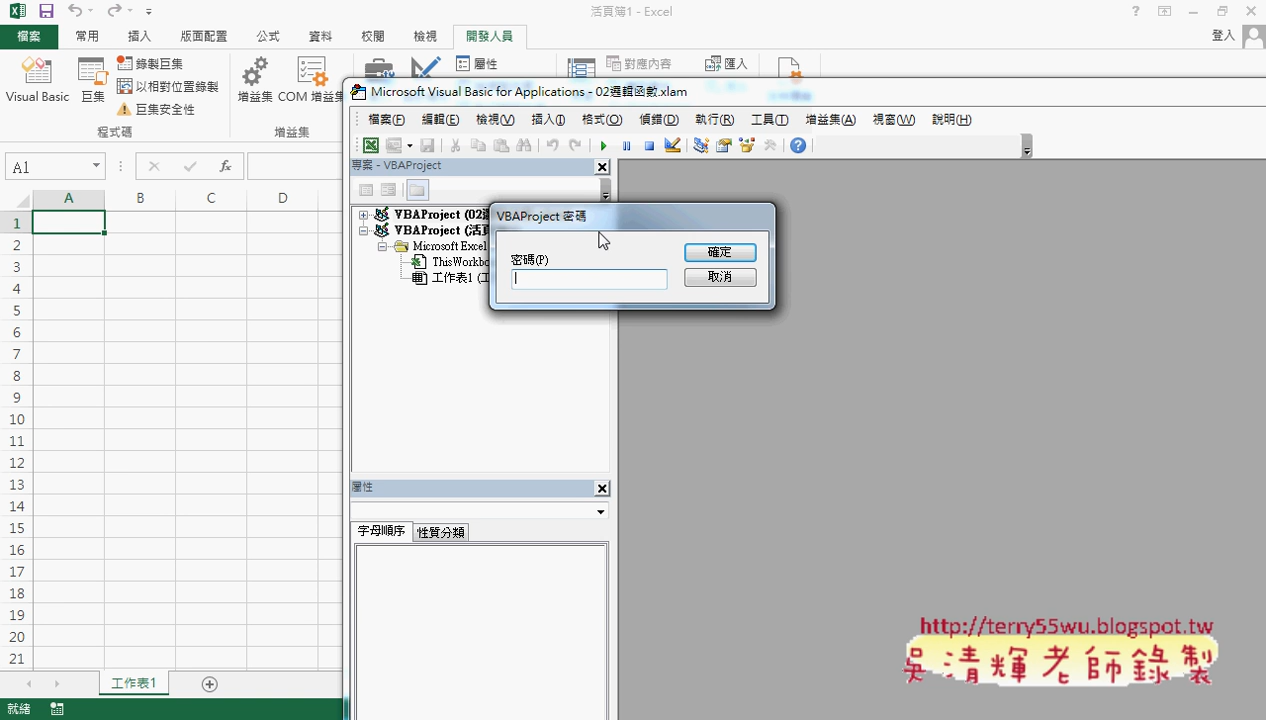 活頁簿1 - Excel
檔案 常用 插入 版面配置 公式 資料 校閱 檢視 開發人員 登入
Visual Basic 巨集 錄製巨集 以相對位置錄製 巨集安全性 增益集 COM 增益集 屬性 對應內容 匯入
程式碼 增益集
Microsoft Visual Basic for Applications - 02邏輯函數.xlam
檔案(F) 編輯(E) 檢視(V) 插入(I) 格式(O) 偵錯(D) 執行(R) 工具(T) 增益集(A) 視窗(W) 說明(H)
A1 fx
專案 - VBAProject
A B C D
1
2
3
4
5
6
7
8
9
10
11
12
13
14
15
16
17
18
19
20
21
VBAProject (02
VBAProject (活
Microsoft Excel
ThisWorkbo
工作表1 (
VBAProject 密碼
密碼(P)
確定
取消
屬性
字母順序 性質分類
http://terry55wu.blogspot.tw
吳清輝老師錄製
工作表1
就緒